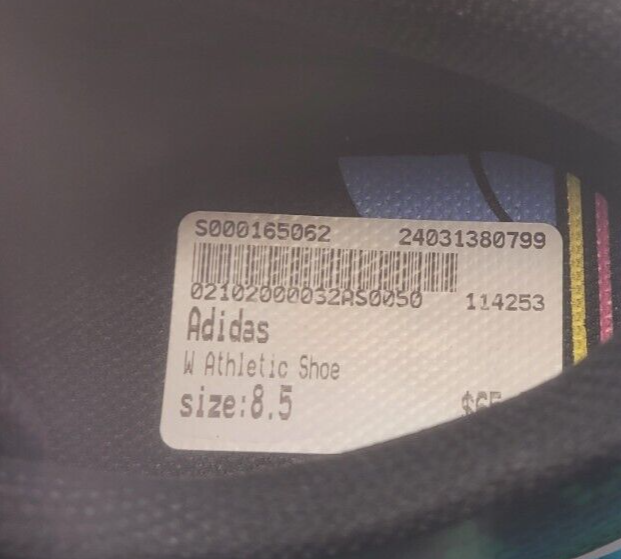 S000165062 24031380799
02102000032AS0050 114253
Adidas
W Athletic Shoe
size:8.5